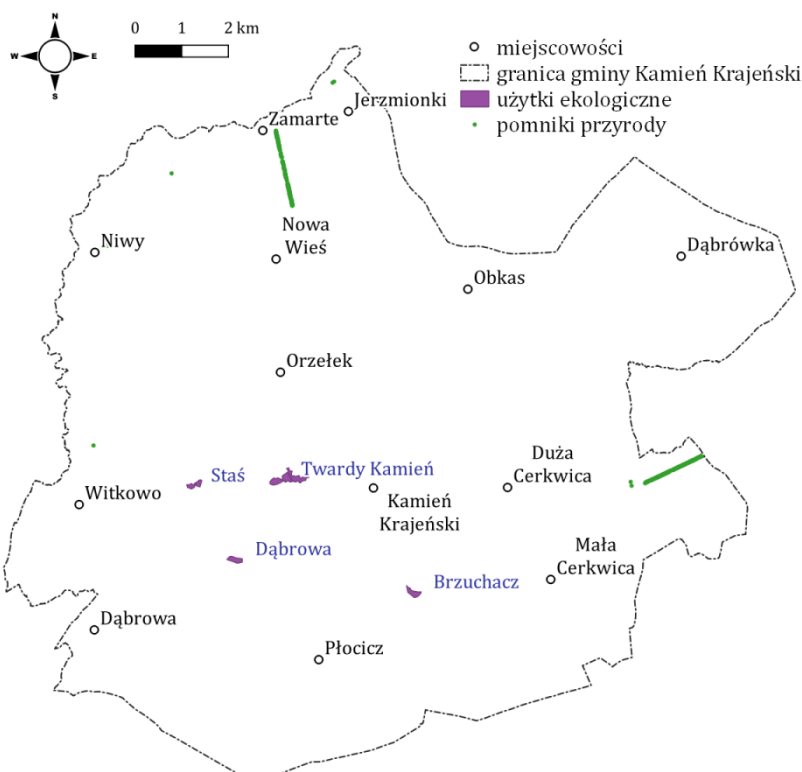 N
W
E
S
0 1 2 km
miejscowości
granica gminy Kamień Krajeński
użytki ekologiczne
pomniki przyrody
Jerzmionki
Zamarte
Nowa
Wieś
Niwy
Dąbrówka
Obkas
Orzełek
Duża
Cerkwica
Twardy Kamień
Staś
Witkowo
Kamień
Krajeński
Dąbrowa
Mała
Cerkwica
Brzuchacz
Dąbrowa
Płocicz